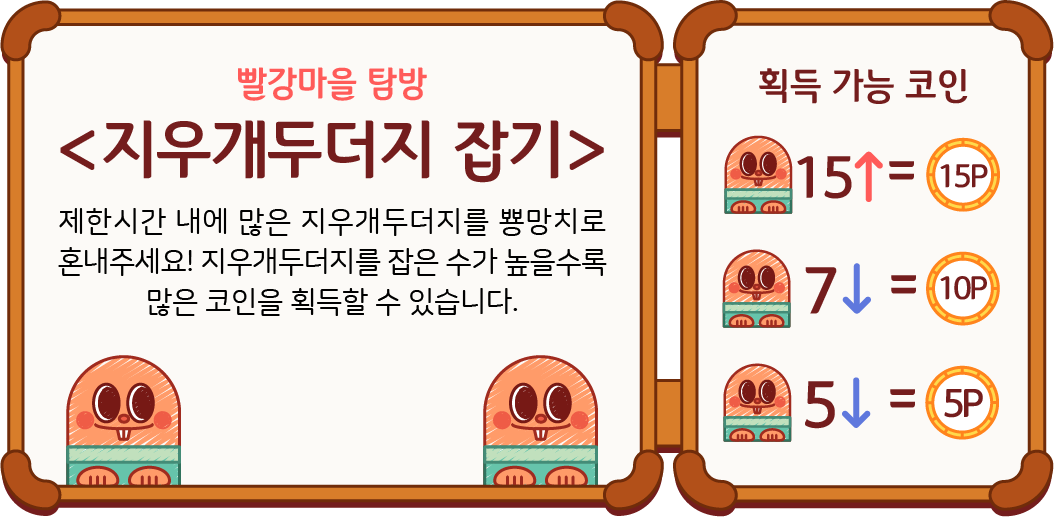 빨강마을 탐방
<지우개두더지 잡기>
제한시간 내에 많은 지우개두더지를 뿅망치로
혼내주세요! 지우개두더지를 잡은 수가 높을수록
많은 코인을 획득할 수 있습니다.
획득 가능 코인
15↑= 15P
7↓ = 10P
5↓ = 5P